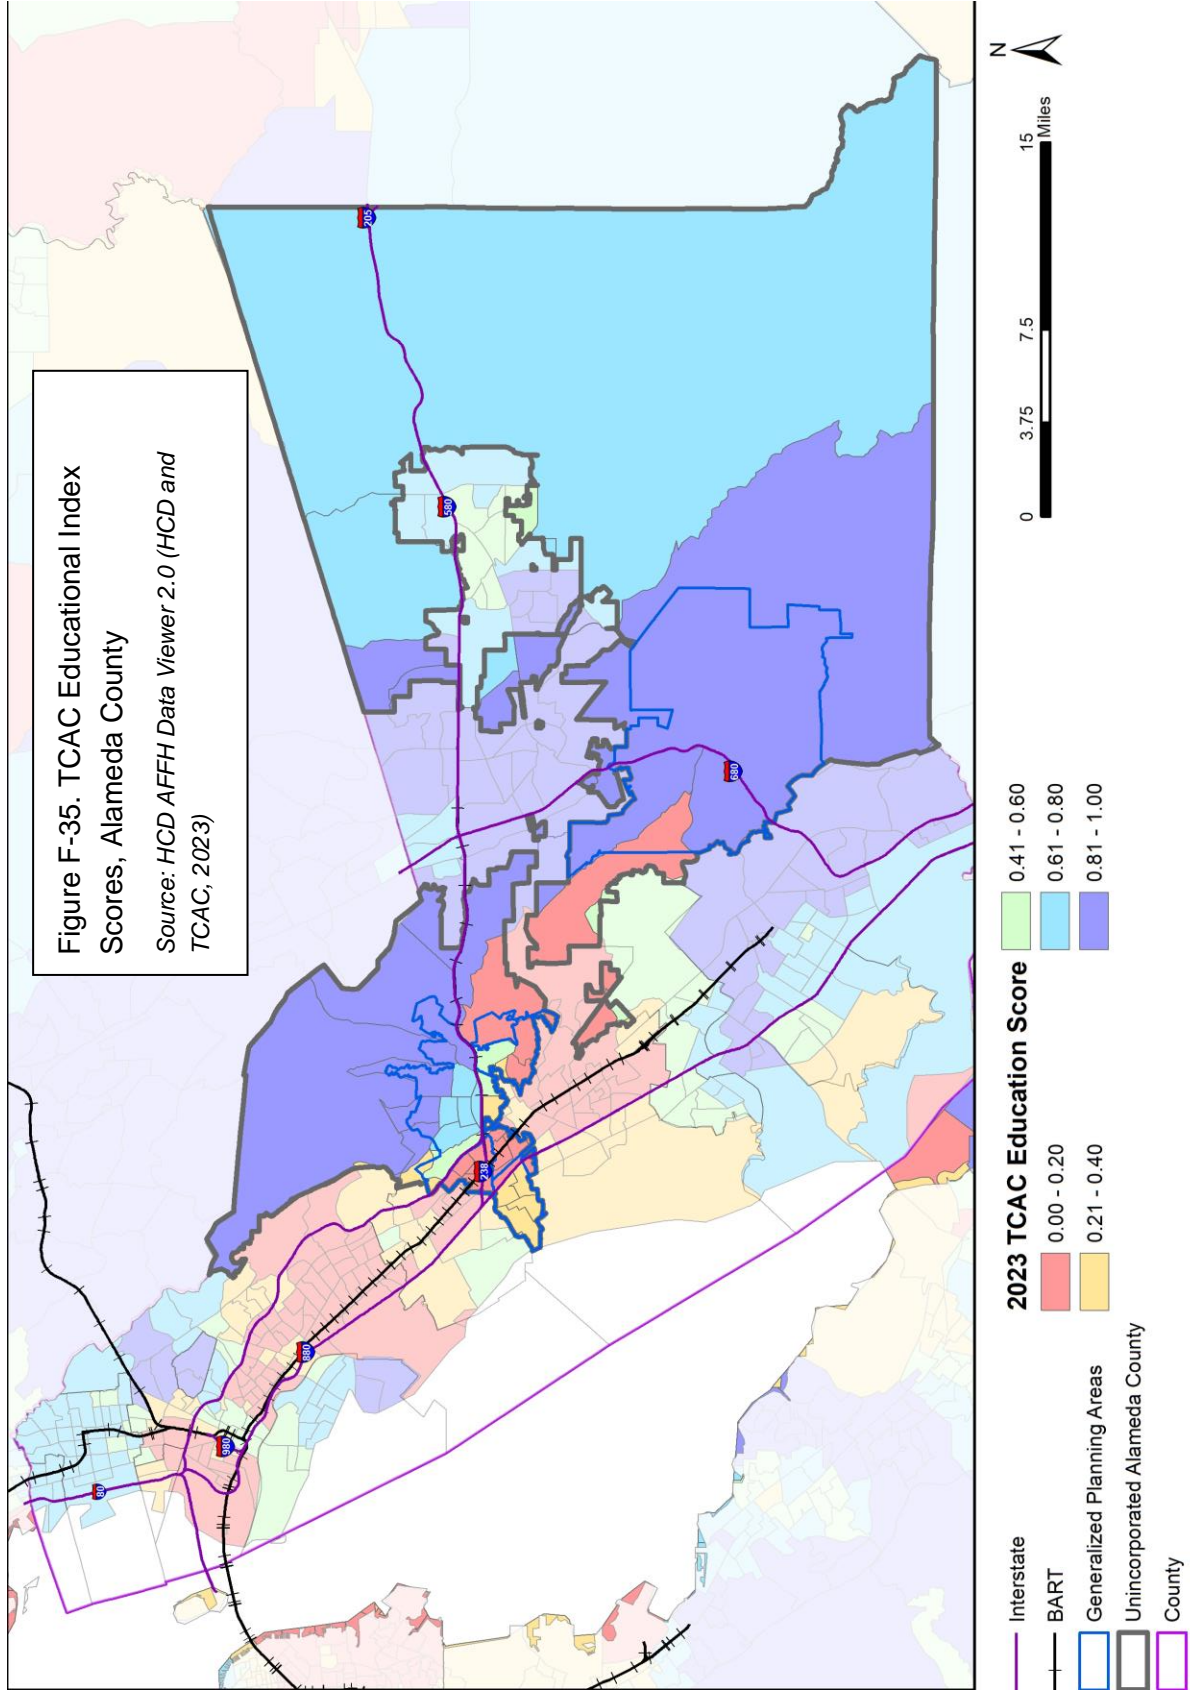 Figure F-35. TCAC Educational Index
Scores, Alameda County
Source: HCD AFFH Data Viewer 2.0 (HCD and
TCAC, 2023)
80
980
880
238
580
205
680
Interstate
BART
Generalized Planning Areas
Unincorporated Alameda County
County
2023 TCAC Education Score
0.00 - 0.20
0.21 - 0.40
0.41 - 0.60
0.61 - 0.80
0.81 - 1.00
0 3.75 7.5 15
Miles
N